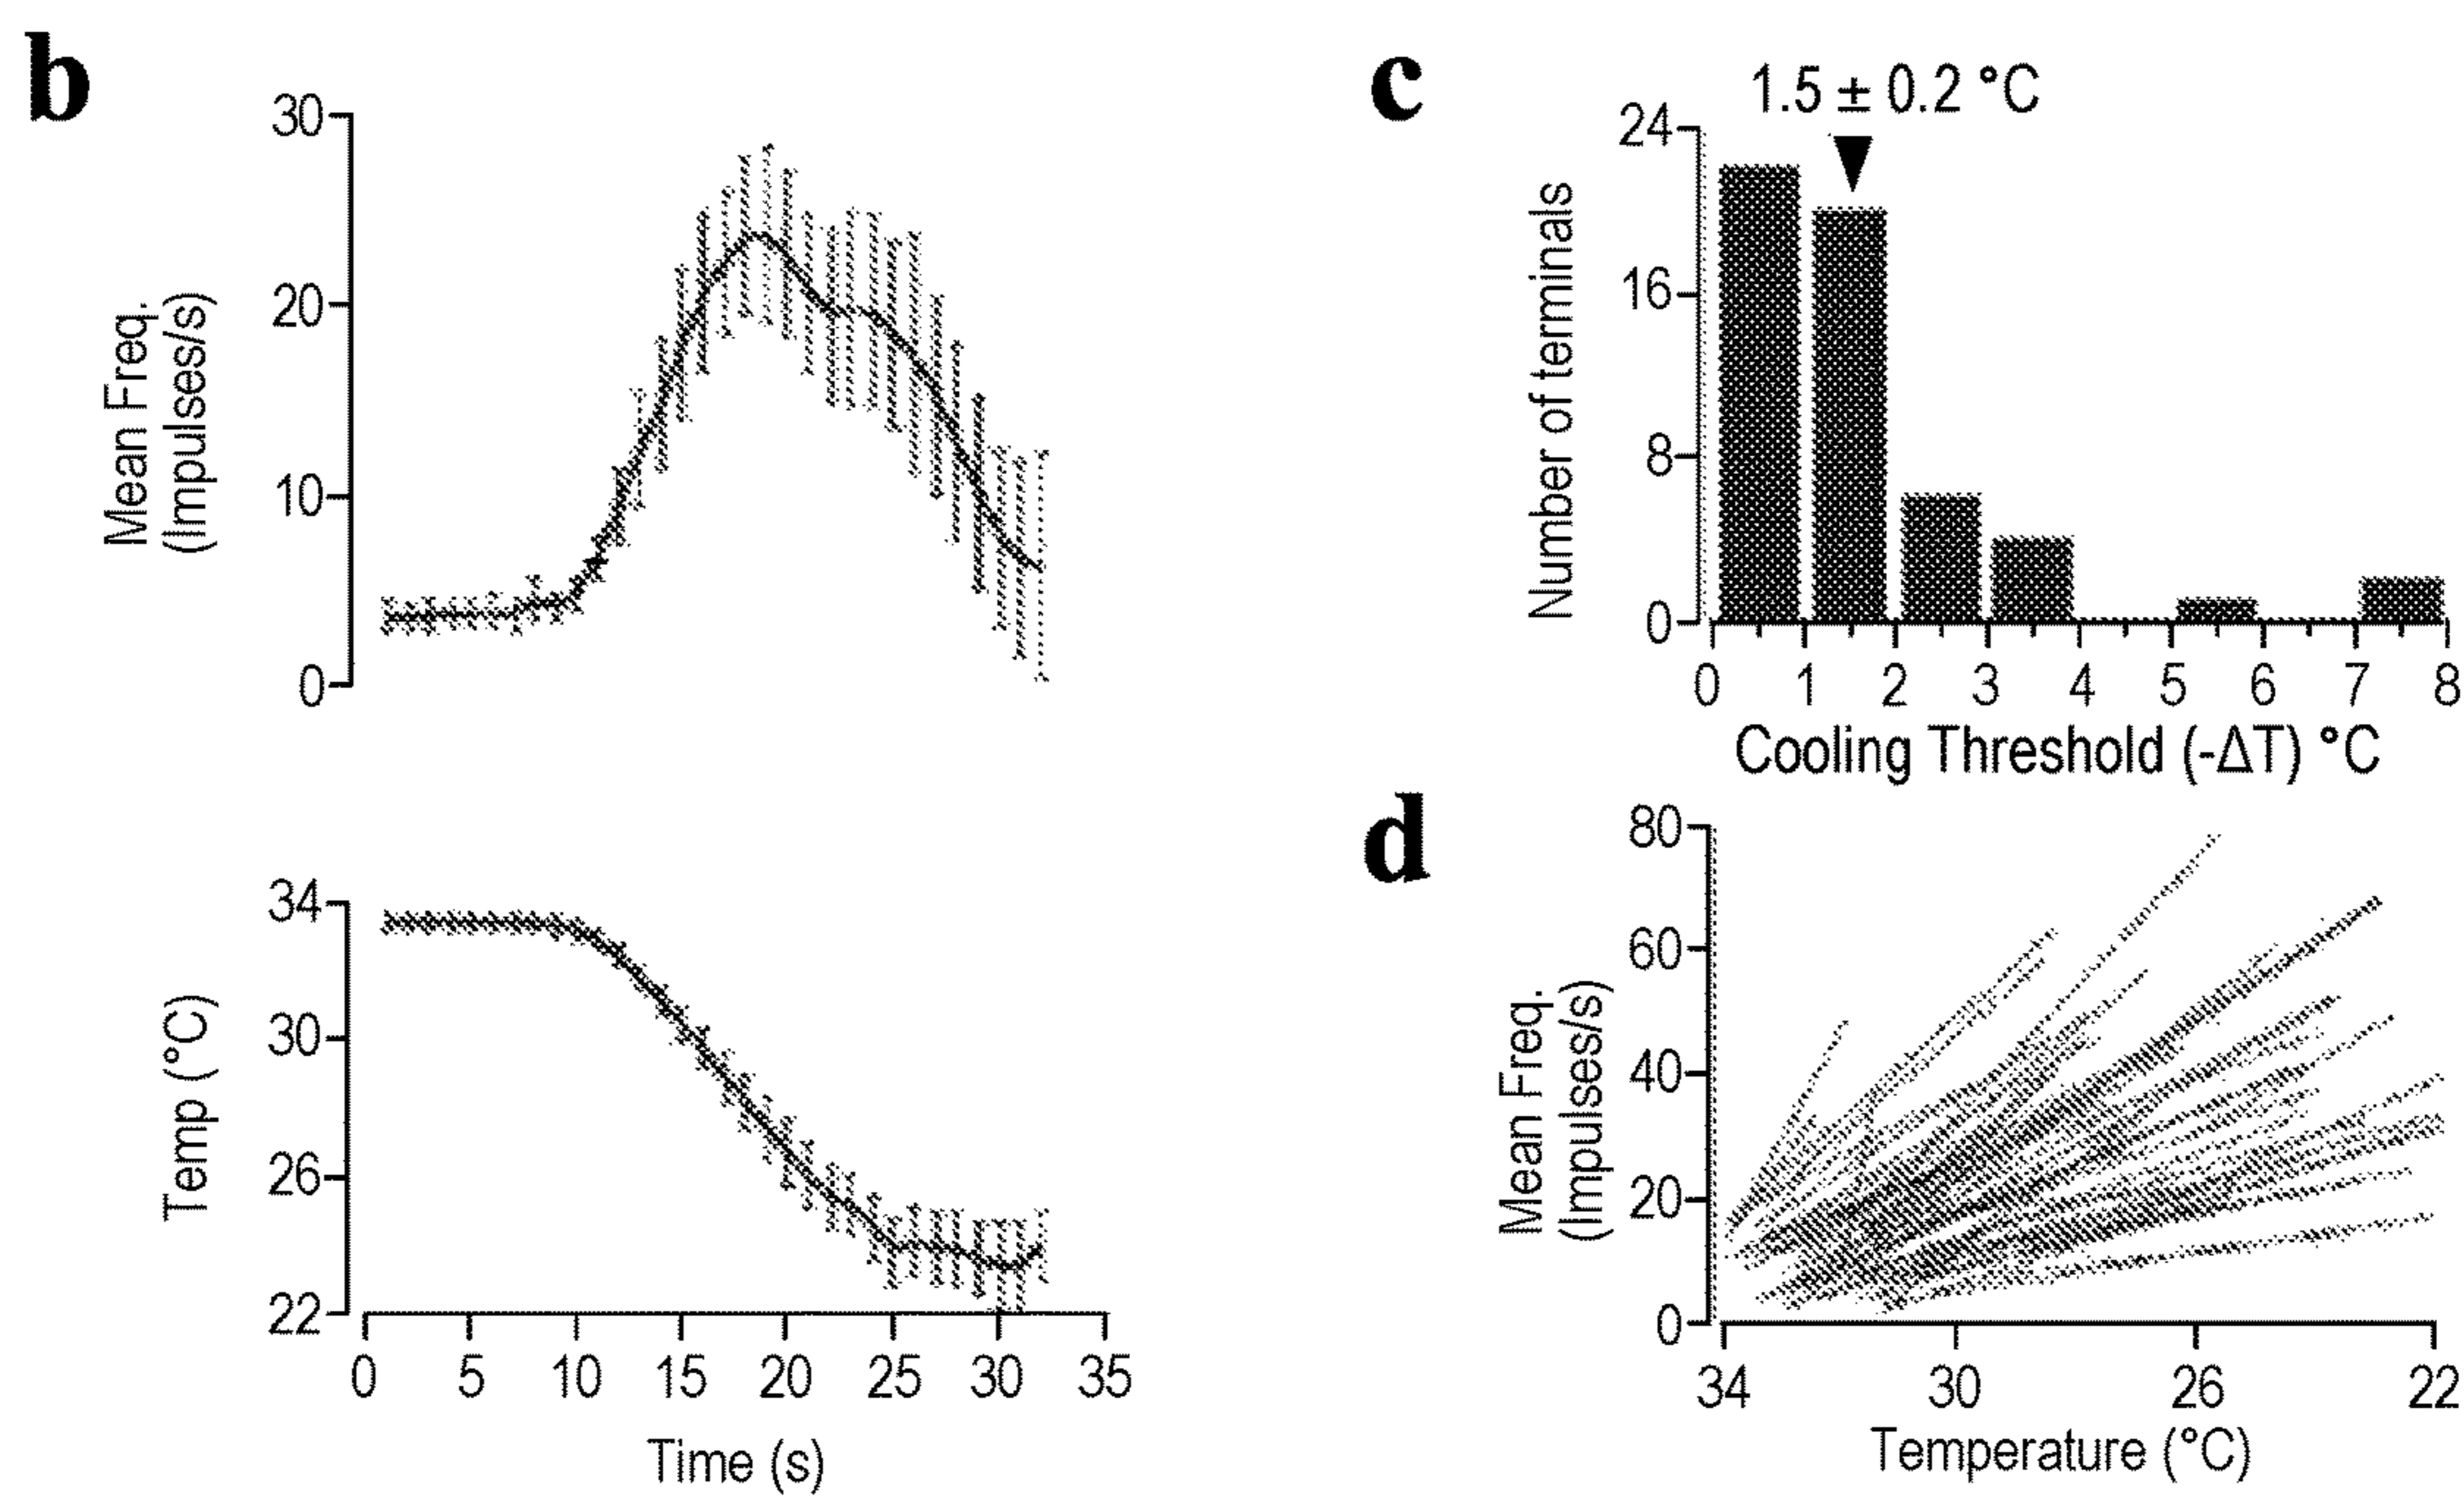 b
30
20
10
0
Mean Freq.
(Impulses/s)
34
30
26
22
Temp (°C)
0 5 10 15 20 25 30 35
Time (s)
c
1.5 ± 0.2 °C
24
16
8
0
Number of terminals
0 1 2 3 4 5 6 7 8
Cooling Threshold (-ΔT) °C
d
80
60
40
20
0
Mean Freq.
(Impulses/s)
34 30 26 22
Temperature (°C)